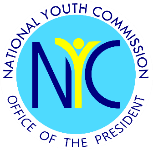 NATIONAL YOUTH COMMISSION
NYC
OFFICE OF THE PRESIDENT